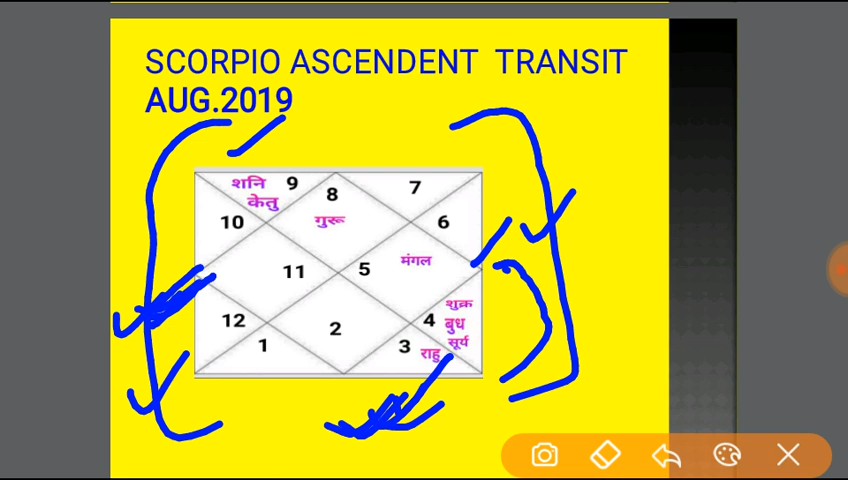 SCORPIO ASCENDENT TRANSIT
AUG.2019
शनि 9 8 7
केतु
10 गुरू 6
11 5 मंगल
शुक्र
12 2 4 बुध
1 3 राहु सूर्य